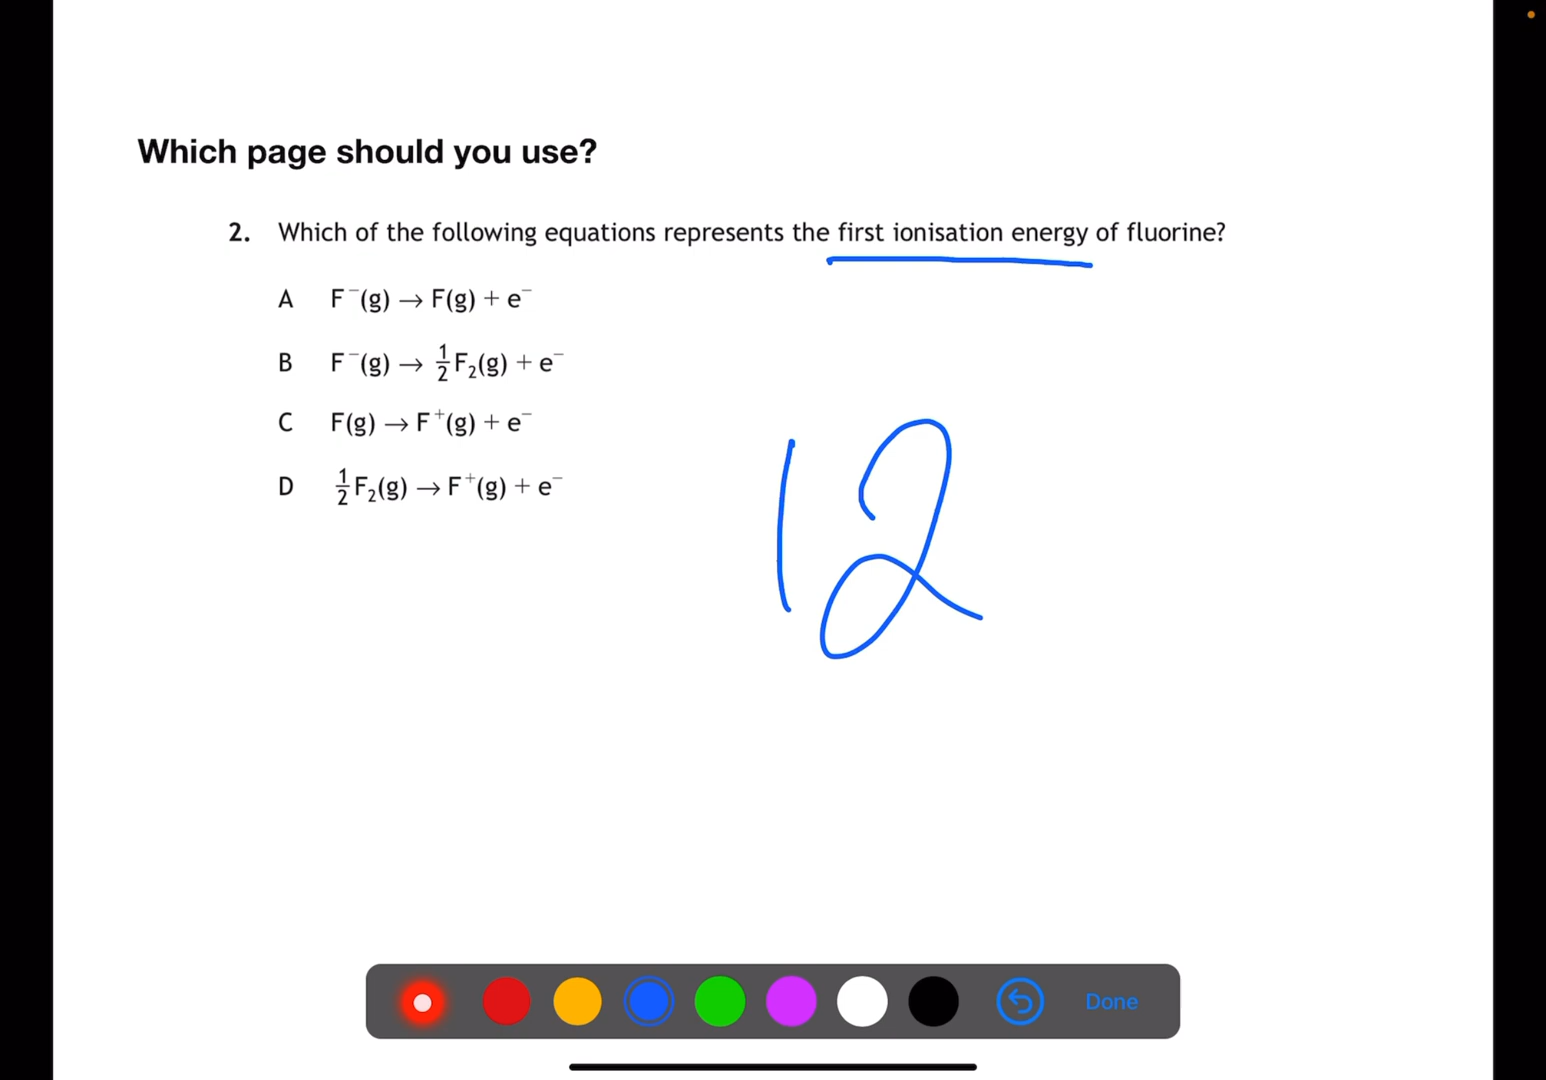 Which page should you use?
2. Which of the following equations represents the first ionisation energy of fluorine?
A F⁻(g) → F(g) + e⁻
B F⁻(g) → ½F₂(g) + e⁻
C F(g) → F⁺(g) + e⁻
D ½F₂(g) → F⁺(g) + e⁻
12
Done